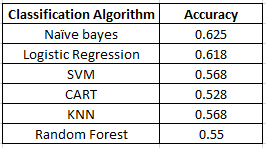 Classification Algorithm Accuracy
Naïve bayes 0.625
Logistic Regression 0.618
SVM 0.568
CART 0.528
KNN 0.568
Random Forest 0.55